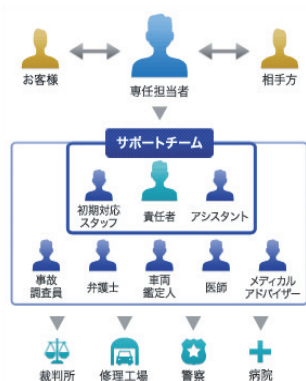 お客様
専任担当者
相手方
サポートチーム
初期対応
スタッフ
責任者
アシスタント
事故
調査員
弁護士
車両
鑑定人
医師
メディカル
アドバイザー
裁判所
修理工場
警察
病院